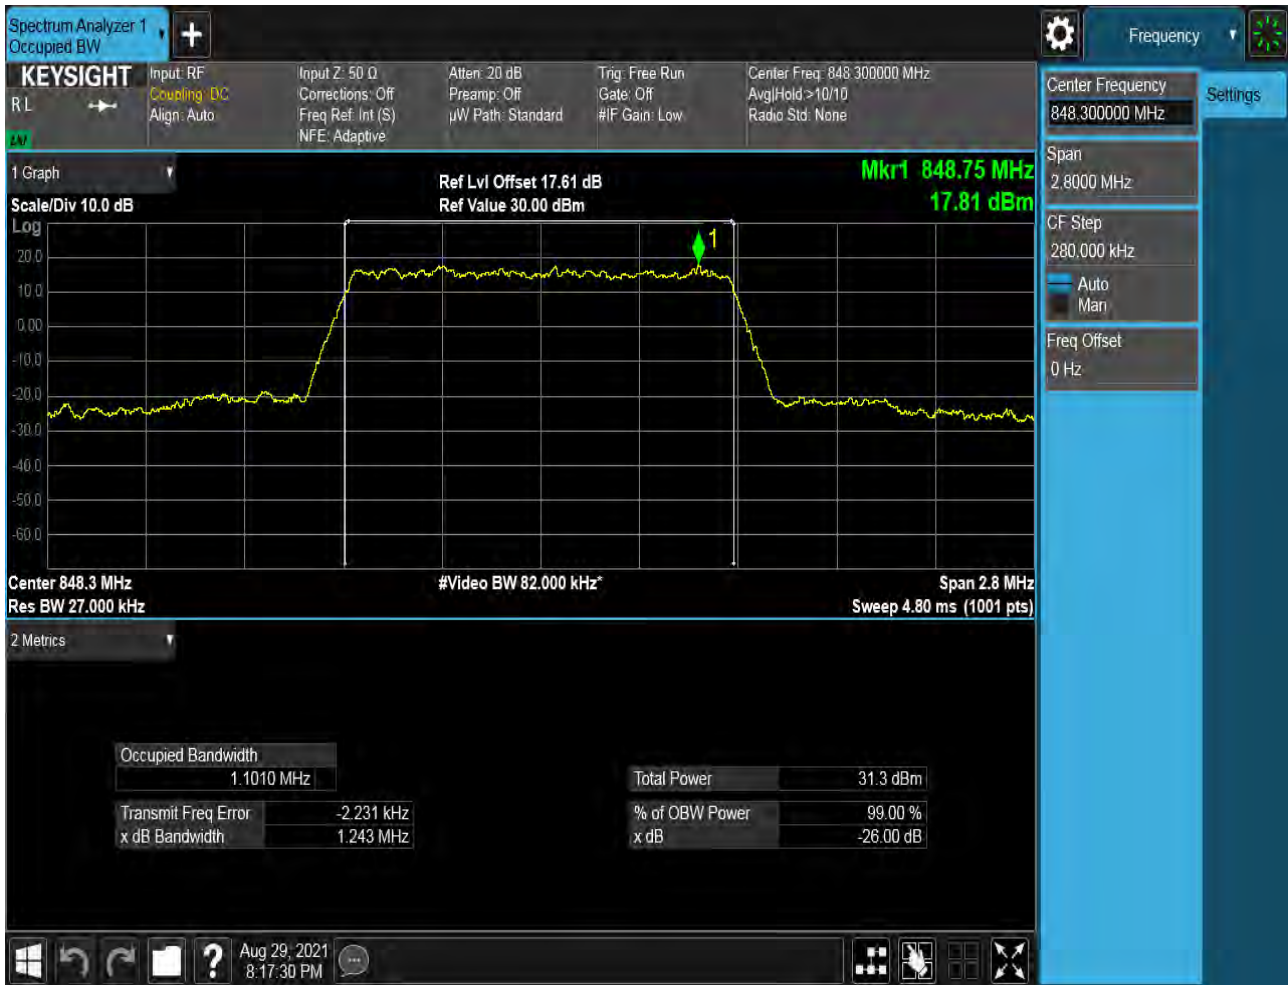 Spectrum Analyzer 1
Occupied BW
Frequency
KEYSIGHT
R L
Input: RF
Coupling: DC
Align: Auto
Input Z: 50 Ω
Corrections: Off
Freq Ref: Int (S)
NFE: Adaptive
Atten: 20 dB
Preamp: Off
µW Path: Standard
Trig: Free Run
Gate: Off
#IF Gain: Low
Center Freq: 848.300000 MHz
Avg|Hold:>10/10
Radio Std: None
Center Frequency
848.300000 MHz
Settings
Span
2.8000 MHz
CF Step
280.000 kHz
Auto
Man
Freq Offset
0 Hz
1 Graph
Scale/Div 10.0 dB
Ref Lvl Offset 17.61 dB
Ref Value 30.00 dBm
Mkr1 848.75 MHz
17.81 dBm
Log
1
20.0
10.0
0.00
-10.0
-20.0
-30.0
-40.0
-50.0
-60.0
Center 848.3 MHz
#Video BW 82.000 kHz*
Span 2.8 MHz
Res BW 27.000 kHz
Sweep 4.80 ms (1001 pts)
2 Metrics
Occupied Bandwidth
1.1010 MHz
Total Power 31.3 dBm
Transmit Freq Error -2.231 kHz
% of OBW Power 99.00 %
x dB Bandwidth 1.243 MHz
x dB -26.00 dB
?
Aug 29, 2021
8:17:30 PM